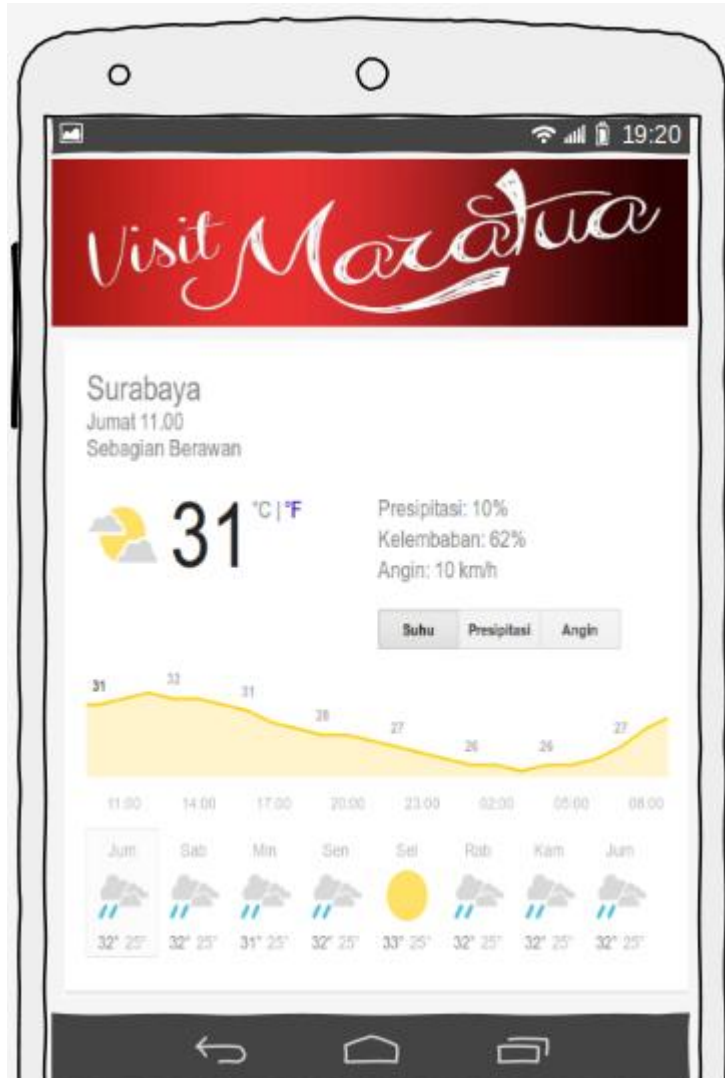 19:20
Visit Maratua
Surabaya
Jumat 11.00
Sebagian Berawan
31 °C | °F
Presipitasi: 10%
Kelembaban: 62%
Angin: 10 km/h
Suhu Presipitasi Angin
31 32 31 28 27 26 26 27
11:00 14:00 17:00 20:00 23:00 02:00 05:00 08:00
Jum Sab Min Sen Sel Rab Kam Jum
32° 25° 32° 25° 31° 25° 32° 25° 33° 25° 32° 25° 32° 25° 32° 25°